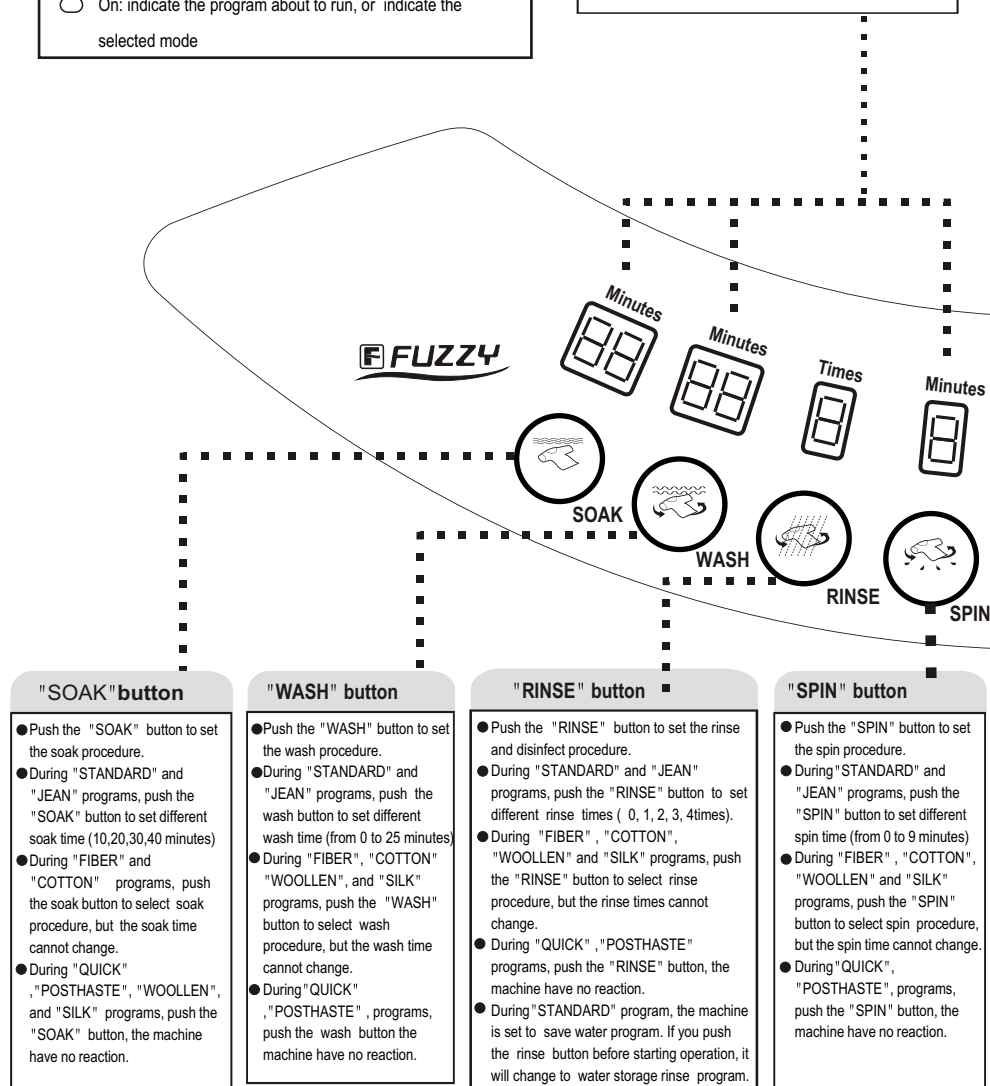 On: indicate the program about to run, or indicate the
selected mode
Minutes
Minutes
Times
Minutes
F FUZZY
SOAK
WASH
RINSE
SPIN
"SOAK"button
●Push the "SOAK" button to set
the soak procedure.
●During "STANDARD" and
"JEAN" programs, push the
"SOAK" button to set different
soak time (10,20,30,40 minutes)
●During "FIBER" and
"COTTON" programs, push
the soak button to select soak
procedure, but the soak time
cannot change.
●During "QUICK"
,"POSTHASTE", "WOOLLEN",
and "SILK" programs, push the
"SOAK" button, the machine
have no reaction.
"WASH" button
●Push the "WASH" button to set
the wash procedure.
●During "STANDARD" and
"JEAN" programs, push the
wash button to set different
wash time (from 0 to 25 minutes)
●During "FIBER", "COTTON"
"WOOLLEN", and "SILK"
programs, push the "WASH"
button to select wash
procedure, but the wash time
cannot change.
●During"QUICK"
,"POSTHASTE" , programs,
push the wash button the
machine have no reaction.
"RINSE" button
●Push the "RINSE" button to set the rinse
and disinfect procedure.
●During "STANDARD" and "JEAN"
programs, push the "RINSE" button to set
different rinse times ( 0, 1, 2, 3, 4times).
●During "FIBER" , "COTTON",
"WOOLLEN" and "SILK" programs, push
the "RINSE" button to select rinse
procedure, but the rinse times cannot
change.
●During "QUICK" ,"POSTHASTE"
programs, push the "RINSE" button, the
machine have no reaction.
●During"STANDARD" program, the machine
is set to save water program. If you push
the rinse button before starting operation, it
will change to water storage rinse program.
"SPIN" button
●Push the "SPIN" button to set
the spin procedure.
●During"STANDARD" and
"JEAN" programs, push the
"SPIN" button to set different
spin time (from 0 to 9 minutes)
●During "FIBER" , "COTTON",
"WOOLLEN" and "SILK"
programs, push the "SPIN"
button to select spin procedure,
but the spin time cannot change.
●During"QUICK",
"POSTHASTE", programs,
push the "SPIN" button, the
machine have no reaction.